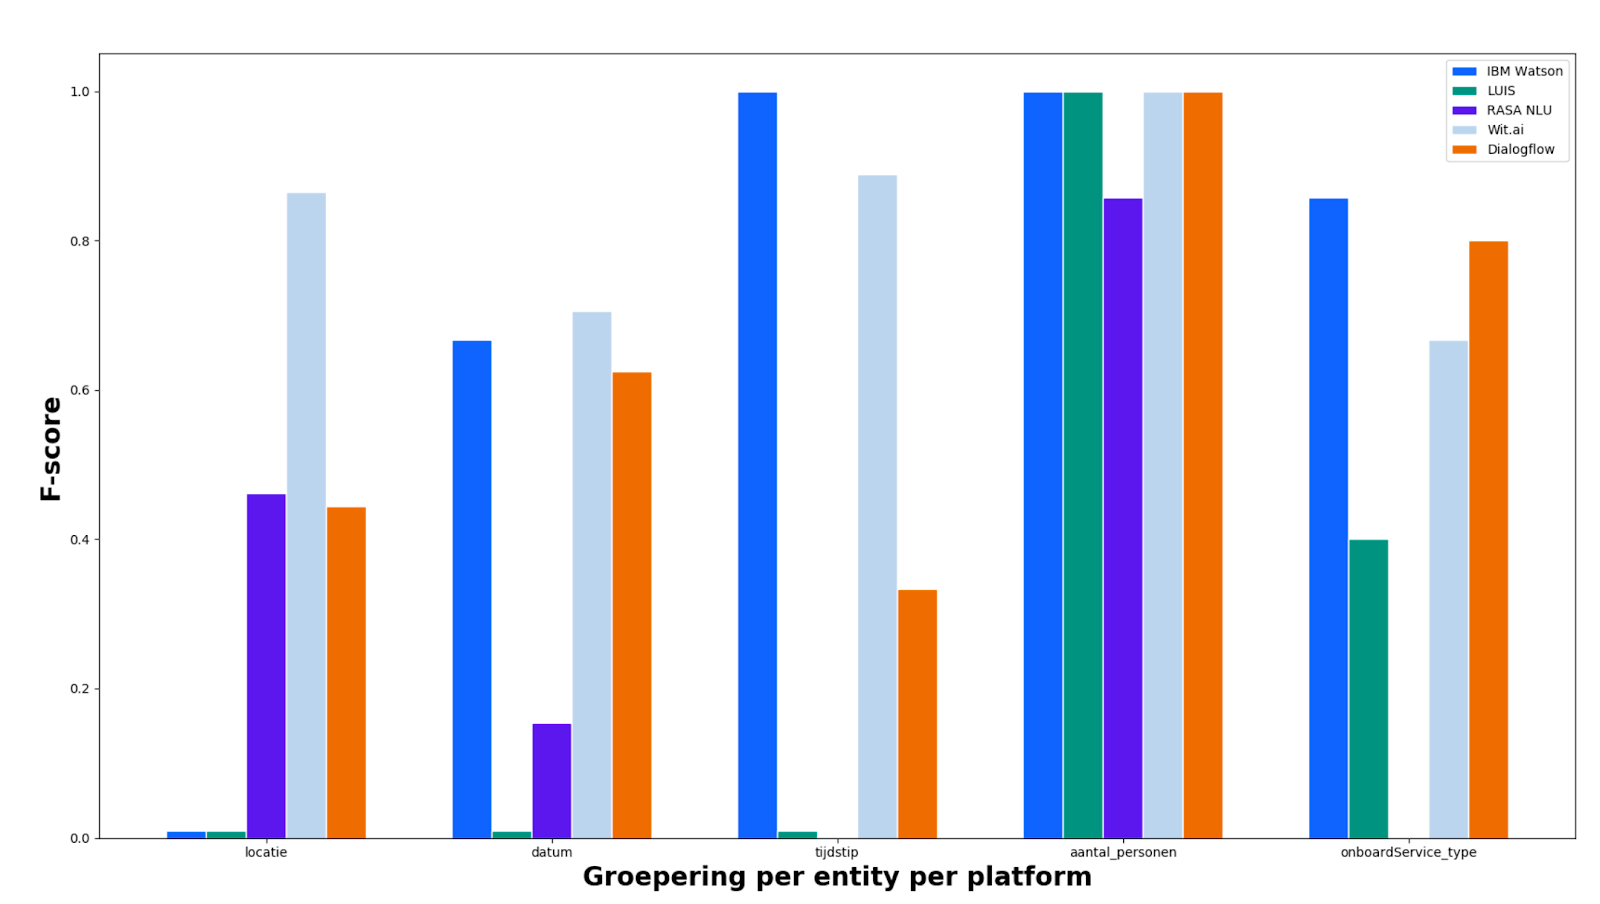 IBM Watson
LUIS
RASA NLU
Wit.ai
Dialogflow
1.0
0.8
0.6
0.4
0.2
0.0
F-score
locatie datum tijdstip aantal_personen onboardService_type
Groepering per entity per platform